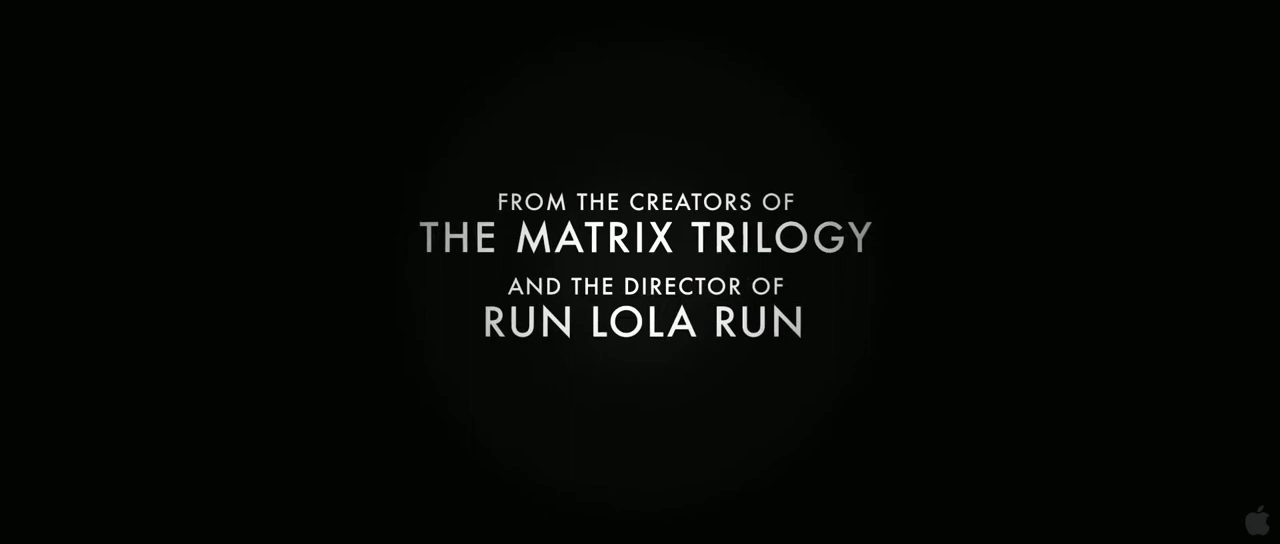 FROM THE CREATORS OF
THE MATRIX TRILOGY
AND THE DIRECTOR OF
RUN LOLA RUN